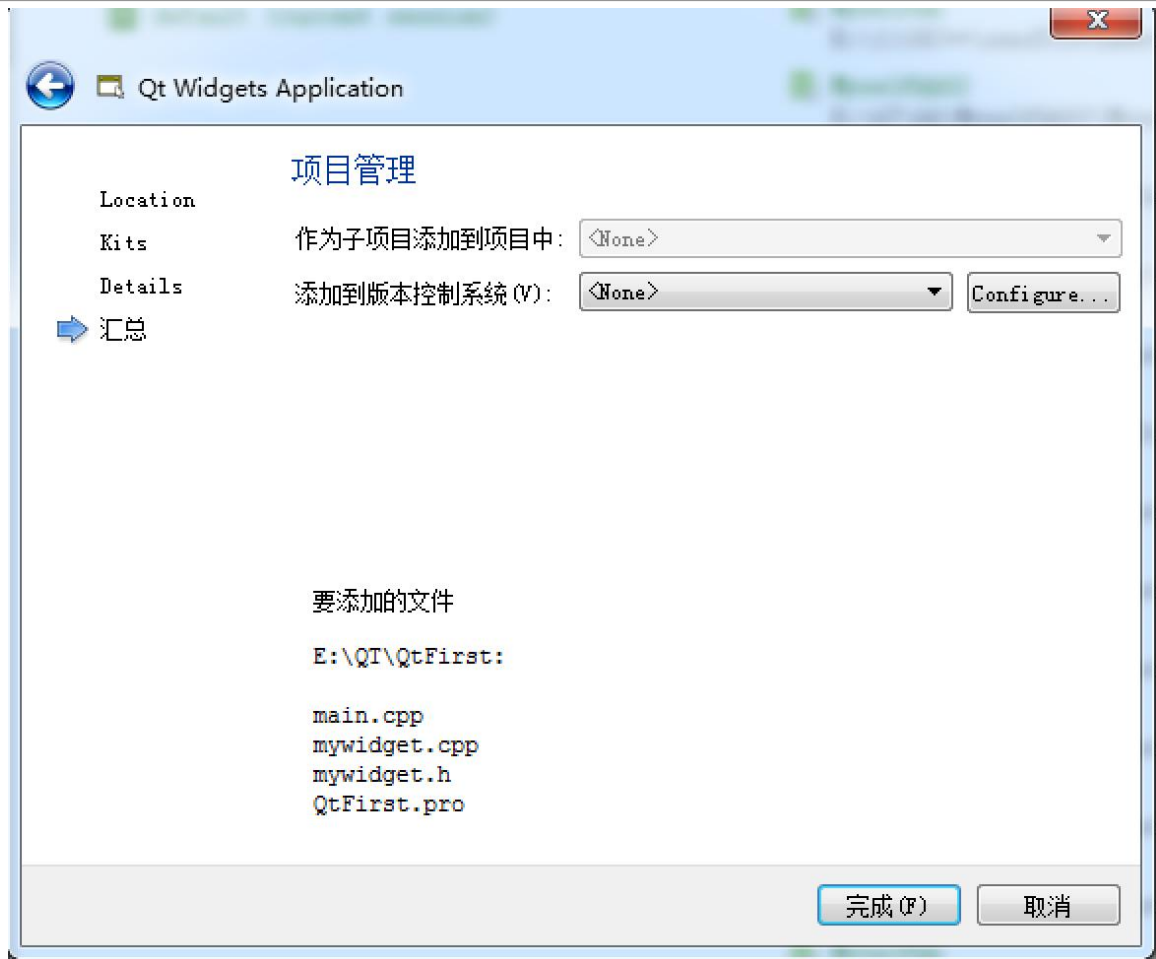 Qt Widgets Application
项目管理
Location
Kits
Details
汇总
作为子项目添加到项目中:
<None>
添加到版本控制系统(V):
<None>
Configure...
要添加的文件
E:\QT\QtFirst:
main.cpp
mywidget.cpp
mywidget.h
QtFirst.pro
完成(F)
取消